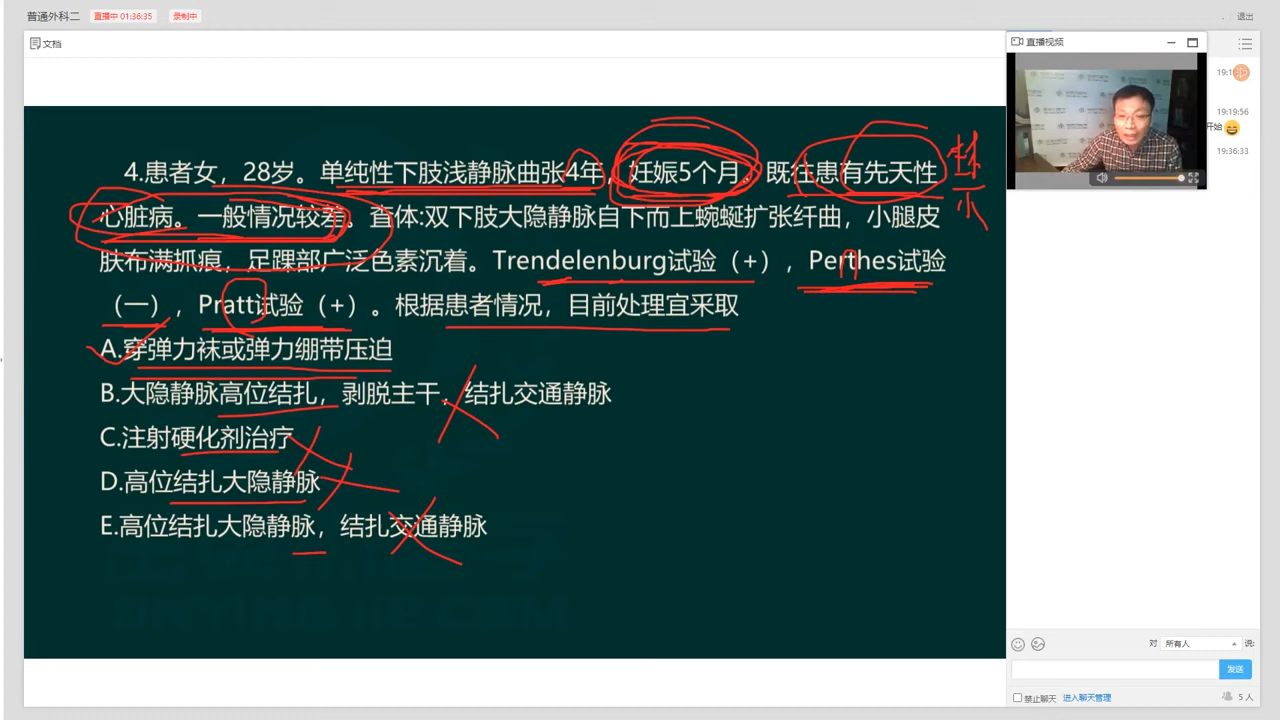 普通外科二
直播中 01:36:35
录制中
退出
文档
直播视频
19:1
19:19:56
开始
19:36:33
4.患者女，28岁。单纯性下肢浅静脉曲张4年，妊娠5个月。既往患有先天性
心脏病。一般情况较差。查体:双下肢大隐静脉自下而上蜿蜒扩张纡曲，小腿皮
肤布满抓痕，足踝部广泛色素沉着。Trendelenburg试验（+），Perthes试验
（一），Pratt试验（+）。根据患者情况，目前处理宜采取
A.穿弹力袜或弹力绷带压迫
B.大隐静脉高位结扎，剥脱主干，结扎交通静脉
C.注射硬化剂治疗
D.高位结扎大隐静脉
E.高位结扎大隐静脉，结扎交通静脉
对 所有人 说:
发送
禁止聊天 进入聊天管理
5 人